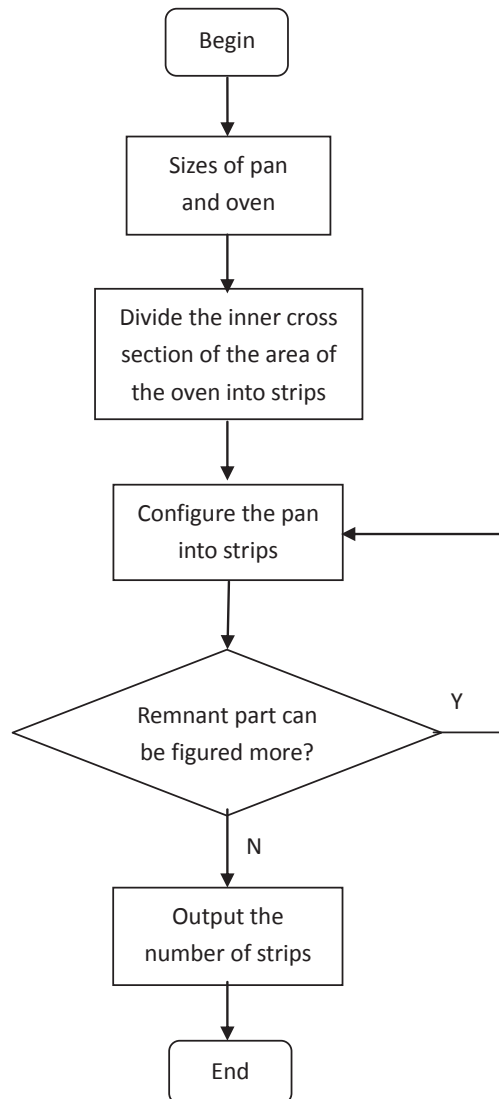 Begin
Sizes of pan
and oven
Divide the inner cross
section of the area of
the oven into strips
Configure the pan
into strips
Remnant part can
be figured more?
Y
N
Output the
number of strips
End